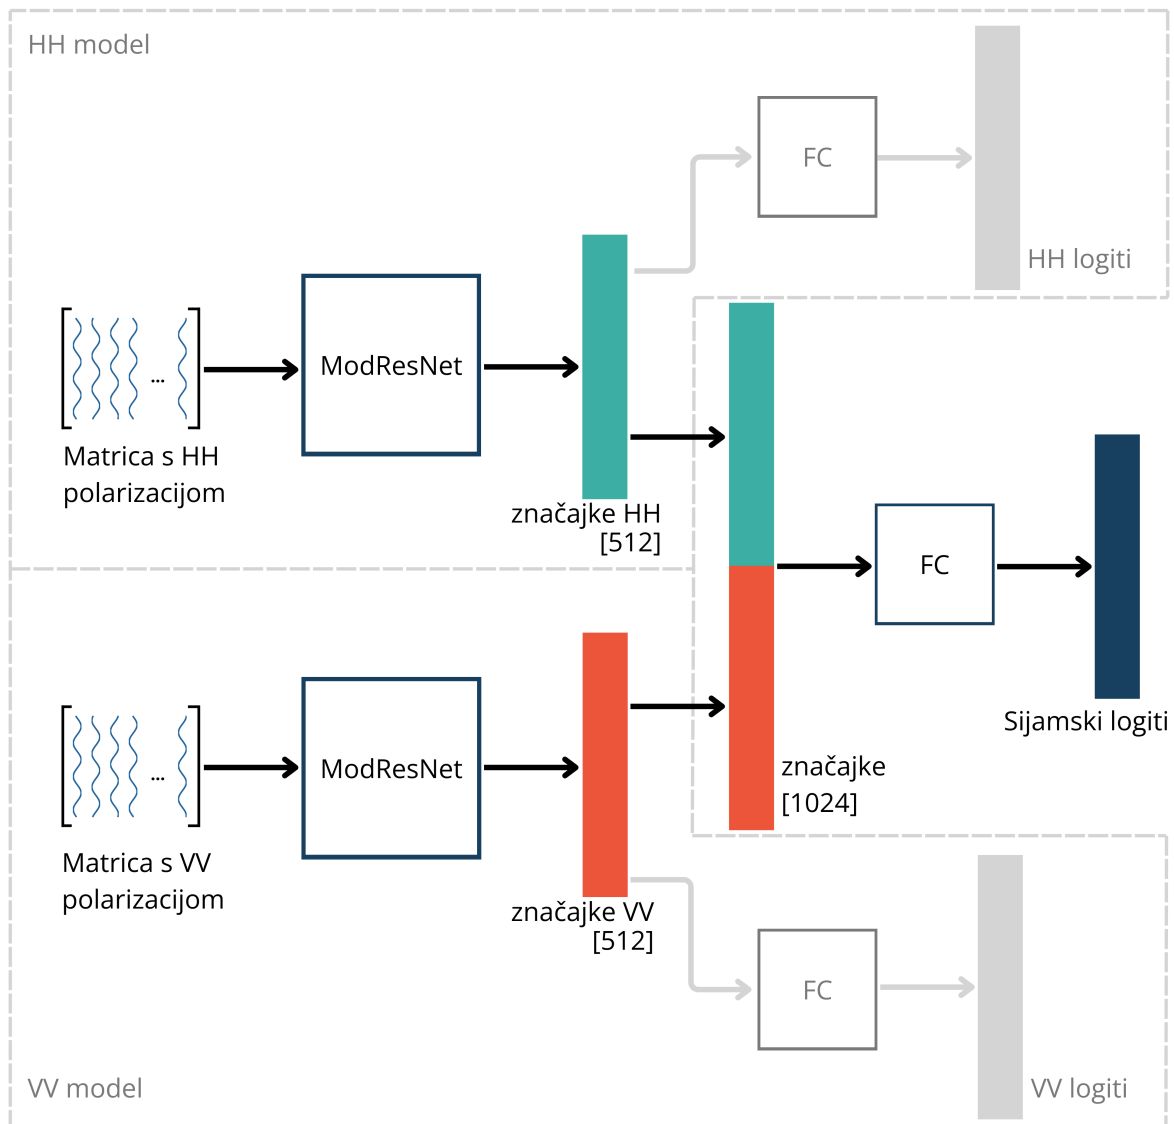 HH model
FC
HH logiti
ModResNet
...
Matrica s HH
polarizacijom
značajke HH
[512]
FC
Sijamski logiti
ModResNet
...
značajke
[1024]
Matrica s VV
polarizacijom
značajke VV
[512]
FC
VV model
VV logiti